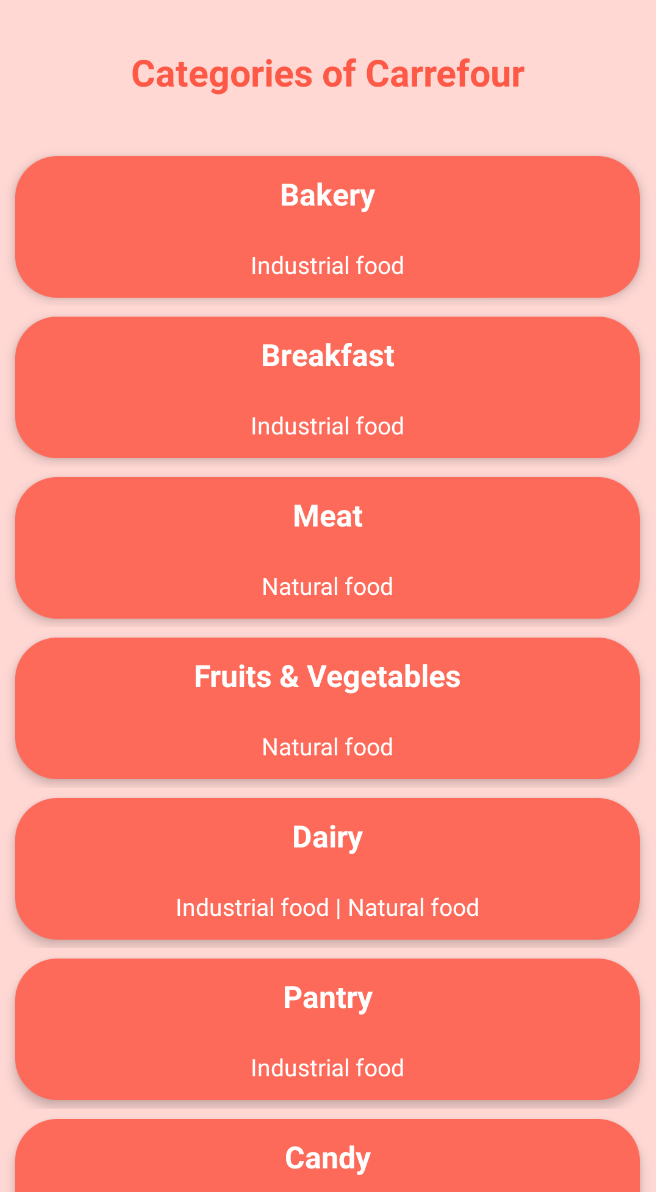 Categories of Carrefour
Bakery
Industrial food
Breakfast
Industrial food
Meat
Natural food
Fruits & Vegetables
Natural food
Dairy
Industrial food | Natural food
Pantry
Industrial food
Candy